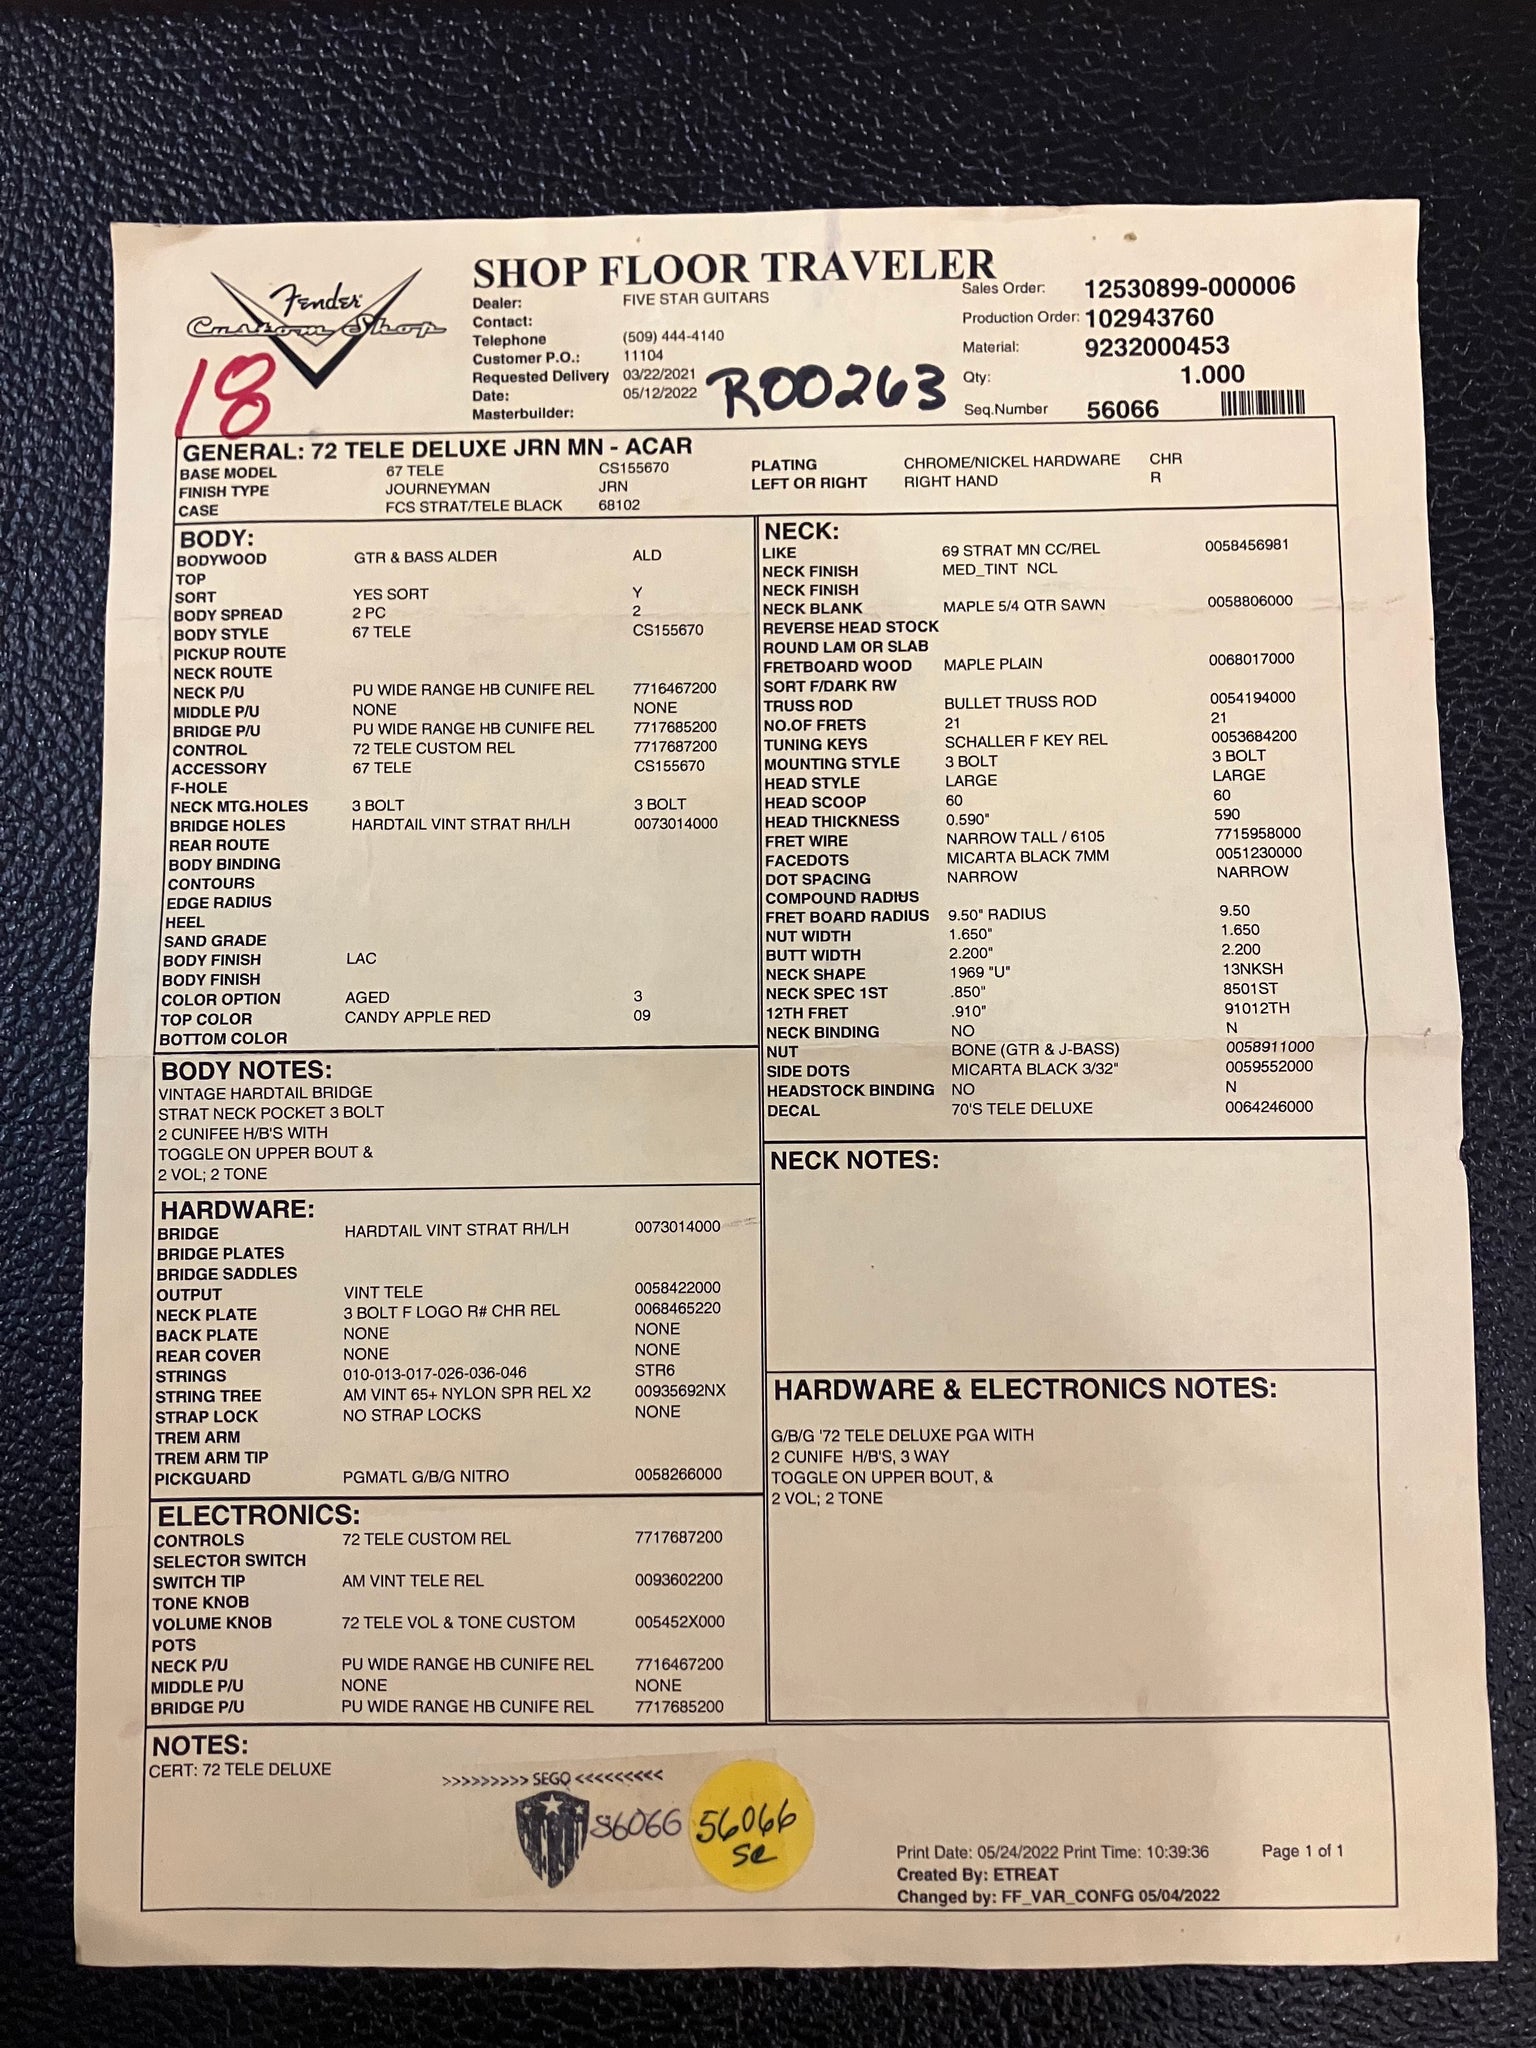 SHOP FLOOR TRAVELER
Fender
Custom Shop
18
Dealer: FIVE STAR GUITARS
Contact:
Telephone (509) 444-4140
Customer P.O.: 11104
Requested Delivery 03/22/2021
Date: 05/12/2022
Masterbuilder:
R00263
Sales Order: 12530899-000006
Production Order: 102943760
Material: 9232000453
Qty: 1.000
Seq.Number 56066
GENERAL: 72 TELE DELUXE JRN MN - ACAR
BASE MODEL 67 TELE CS155670
FINISH TYPE JOURNEYMAN JRN
CASE FCS STRAT/TELE BLACK 68102
PLATING CHROME/NICKEL HARDWARE CHR
LEFT OR RIGHT RIGHT HAND R
BODY:
BODYWOOD GTR & BASS ALDER ALD
TOP
SORT YES SORT Y
BODY SPREAD 2 PC 2
BODY STYLE 67 TELE CS155670
PICKUP ROUTE
NECK ROUTE
NECK P/U PU WIDE RANGE HB CUNIFE REL 7716467200
MIDDLE P/U NONE NONE
BRIDGE P/U PU WIDE RANGE HB CUNIFE REL 7717685200
CONTROL 72 TELE CUSTOM REL 7717687200
ACCESSORY 67 TELE CS155670
F-HOLE
NECK MTG.HOLES 3 BOLT 3 BOLT
BRIDGE HOLES HARDTAIL VINT STRAT RH/LH 0073014000
REAR ROUTE
BODY BINDING
CONTOURS
EDGE RADIUS
HEEL
SAND GRADE
BODY FINISH LAC
BODY FINISH
COLOR OPTION AGED 3
TOP COLOR CANDY APPLE RED 09
BOTTOM COLOR
BODY NOTES:
VINTAGE HARDTAIL BRIDGE
STRAT NECK POCKET 3 BOLT
2 CUNIFEE H/B'S WITH
TOGGLE ON UPPER BOUT &
2 VOL; 2 TONE
HARDWARE:
BRIDGE HARDTAIL VINT STRAT RH/LH 0073014000
BRIDGE PLATES
BRIDGE SADDLES
OUTPUT VINT TELE 0058422000
NECK PLATE 3 BOLT F LOGO R# CHR REL 0068465220
BACK PLATE NONE NONE
REAR COVER NONE NONE
STRINGS 010-013-017-026-036-046 STR6
STRING TREE AM VINT 65+ NYLON SPR REL X2 00935692NX
STRAP LOCK NO STRAP LOCKS NONE
TREM ARM
TREM ARM TIP
PICKGUARD PGMATL G/B/G NITRO 0058266000
ELECTRONICS:
CONTROLS 72 TELE CUSTOM REL 7717687200
SELECTOR SWITCH
SWITCH TIP AM VINT TELE REL 0093602200
TONE KNOB
VOLUME KNOB 72 TELE VOL & TONE CUSTOM 005452X000
POTS
NECK P/U PU WIDE RANGE HB CUNIFE REL 7716467200
MIDDLE P/U NONE NONE
BRIDGE P/U PU WIDE RANGE HB CUNIFE REL 7717685200
NECK:
LIKE 69 STRAT MN CC/REL 0058456981
NECK FINISH MED_TINT NCL
NECK FINISH
NECK BLANK MAPLE 5/4 QTR SAWN 0058806000
REVERSE HEAD STOCK
ROUND LAM OR SLAB
FRETBOARD WOOD MAPLE PLAIN 0068017000
SORT F/DARK RW
TRUSS ROD BULLET TRUSS ROD 0054194000
NO.OF FRETS 21 21
TUNING KEYS SCHALLER F KEY REL 0053684200
MOUNTING STYLE 3 BOLT 3 BOLT
HEAD STYLE LARGE LARGE
HEAD SCOOP 60 60
HEAD THICKNESS 0.590" 590
FRET WIRE NARROW TALL / 6105 7715958000
FACEDOTS MICARTA BLACK 7MM 0051230000
DOT SPACING NARROW NARROW
COMPOUND RADIUS
FRET BOARD RADIUS 9.50" RADIUS 9.50
NUT WIDTH 1.650" 1.650
BUTT WIDTH 2.200" 2.200
NECK SHAPE 1969 "U" 13NKSH
NECK SPEC 1ST .850" 8501ST
12TH FRET .910" 91012TH
NECK BINDING NO N
NUT BONE (GTR & J-BASS) 0058911000
SIDE DOTS MICARTA BLACK 3/32" 0059552000
HEADSTOCK BINDING NO N
DECAL 70'S TELE DELUXE 0064246000
NECK NOTES:
HARDWARE & ELECTRONICS NOTES:
G/B/G '72 TELE DELUXE PGA WITH
2 CUNIFE H/B'S, 3 WAY
TOGGLE ON UPPER BOUT, &
2 VOL; 2 TONE
NOTES:
CERT: 72 TELE DELUXE
>>>>>>>>> SEGO <<<<<<<<<
56066
56066
se
Print Date: 05/24/2022 Print Time: 10:39:36 Page 1 of 1
Created By: ETREAT
Changed by: FF_VAR_CONFG 05/04/2022